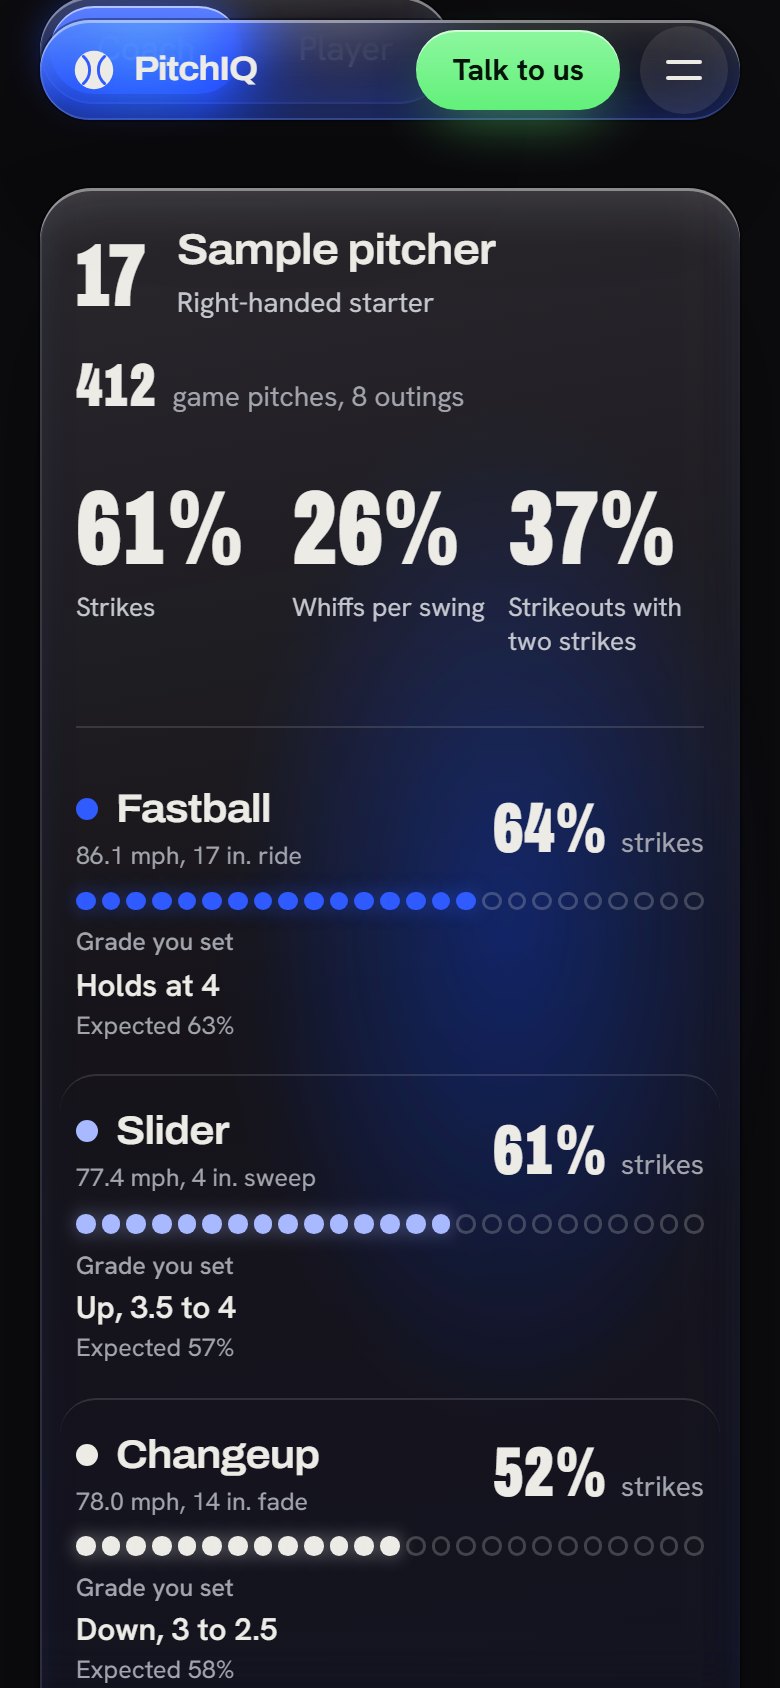 Coach Player
PitchIQ
Talk to us
17
Sample pitcher
Right-handed starter
412 game pitches, 8 outings
61% 26% 37%
Strikes Whiffs per swing Strikeouts with
two strikes
Fastball
64% strikes
86.1 mph, 17 in. ride
Grade you set
Holds at 4
Expected 63%
Slider
61% strikes
77.4 mph, 4 in. sweep
Grade you set
Up, 3.5 to 4
Expected 57%
Changeup
52% strikes
78.0 mph, 14 in. fade
Grade you set
Down, 3 to 2.5
Expected 58%